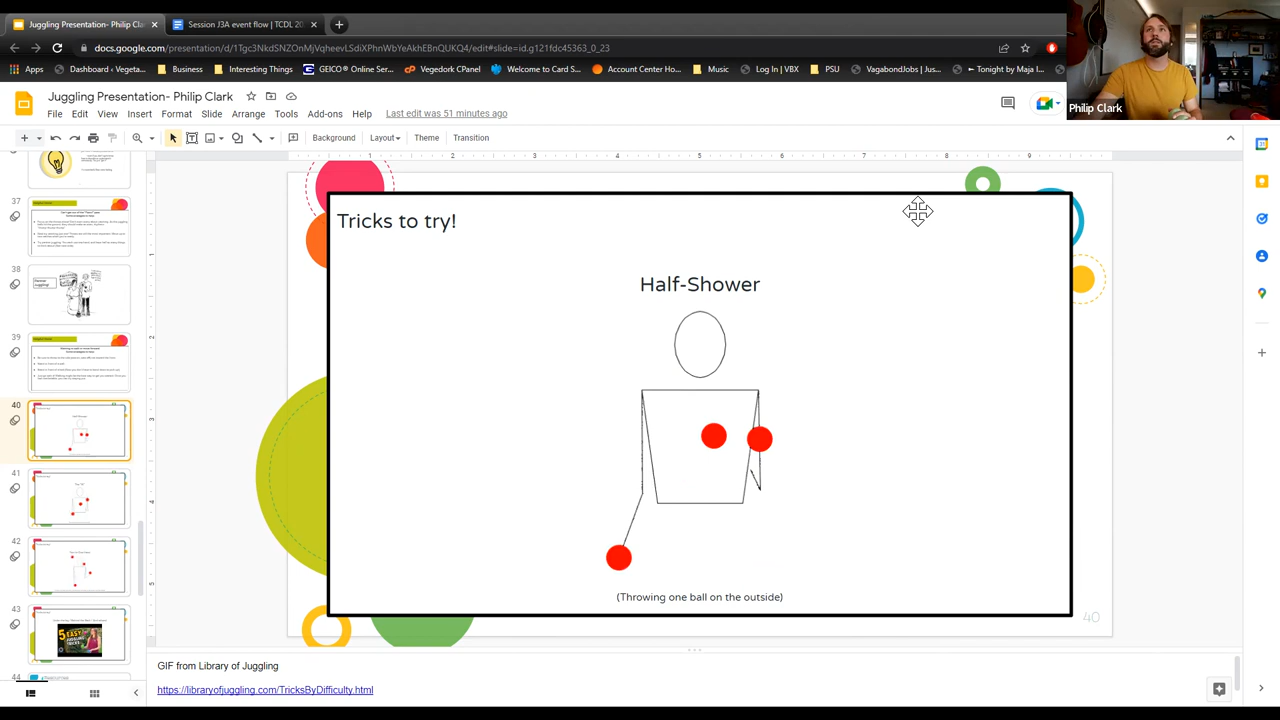 Juggling Presentation- Philip Clark
Session J3A event flow | TCDL 20
docs.google.com/presentation/d/1Tgc3NkdSNZOnMjVqheevLSdiXPhnWbYeAkhEBnQUKQ4/edit#slide=id.g121fdc45363_0_23
Apps Dashboard ‹ Vegeta... Business Interesting Things GEICO ® Online Ser... Vegedork CPanel Welcome to Card S... Account Center Ho... Music Log In | VBX PSU VagabondJobs | Jus... ► Tonight by Maja I...
Philip Clark
Juggling Presentation- Philip Clark
File Edit View Insert Format Slide Arrange Tools Add-ons Help Last edit was 51 minutes ago
Background Layout Theme Transition
37
38
39
40
41
42
43
5 EASY
JUGGLING
TRICKS
44
Tricks to try!
Half-Shower
(Throwing one ball on the outside)
40
GIF from Library of Juggling
https://libraryofjuggling.com/TricksByDifficulty.html